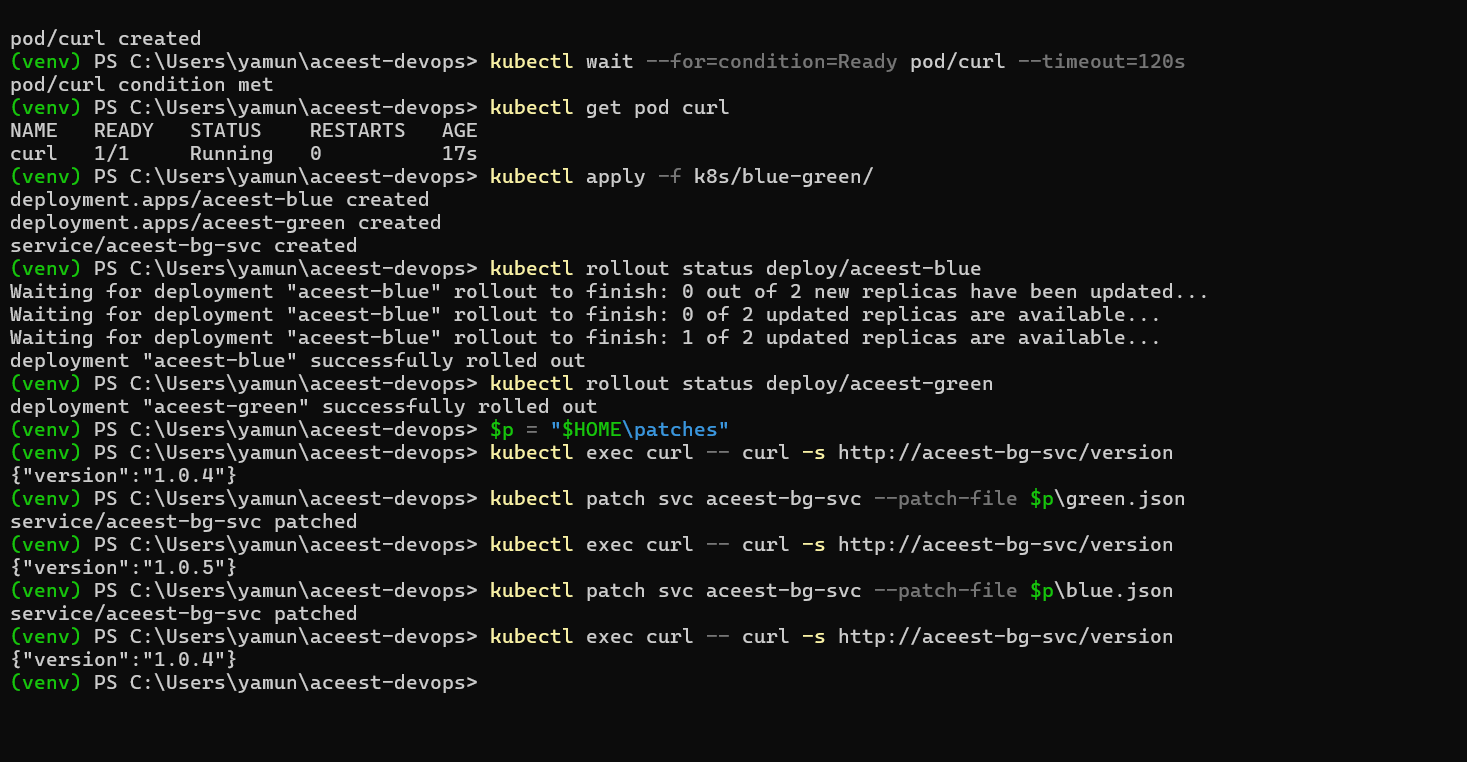 pod/curl created
(venv) PS C:\Users\yamun\aceest-devops> kubectl wait --for=condition=Ready pod/curl --timeout=120s
pod/curl condition met
(venv) PS C:\Users\yamun\aceest-devops> kubectl get pod curl
NAME   READY   STATUS    RESTARTS   AGE
curl   1/1     Running   0          17s
(venv) PS C:\Users\yamun\aceest-devops> kubectl apply -f k8s/blue-green/
deployment.apps/aceest-blue created
deployment.apps/aceest-green created
service/aceest-bg-svc created
(venv) PS C:\Users\yamun\aceest-devops> kubectl rollout status deploy/aceest-blue
Waiting for deployment "aceest-blue" rollout to finish: 0 out of 2 new replicas have been updated...
Waiting for deployment "aceest-blue" rollout to finish: 0 of 2 updated replicas are available...
Waiting for deployment "aceest-blue" rollout to finish: 1 of 2 updated replicas are available...
deployment "aceest-blue" successfully rolled out
(venv) PS C:\Users\yamun\aceest-devops> kubectl rollout status deploy/aceest-green
deployment "aceest-green" successfully rolled out
(venv) PS C:\Users\yamun\aceest-devops> $p = "$HOME\patches"
(venv) PS C:\Users\yamun\aceest-devops> kubectl exec curl -- curl -s http://aceest-bg-svc/version
{"version":"1.0.4"}
(venv) PS C:\Users\yamun\aceest-devops> kubectl patch svc aceest-bg-svc --patch-file $p\green.json
service/aceest-bg-svc patched
(venv) PS C:\Users\yamun\aceest-devops> kubectl exec curl -- curl -s http://aceest-bg-svc/version
{"version":"1.0.5"}
(venv) PS C:\Users\yamun\aceest-devops> kubectl patch svc aceest-bg-svc --patch-file $p\blue.json
service/aceest-bg-svc patched
(venv) PS C:\Users\yamun\aceest-devops> kubectl exec curl -- curl -s http://aceest-bg-svc/version
{"version":"1.0.4"}
(venv) PS C:\Users\yamun\aceest-devops>